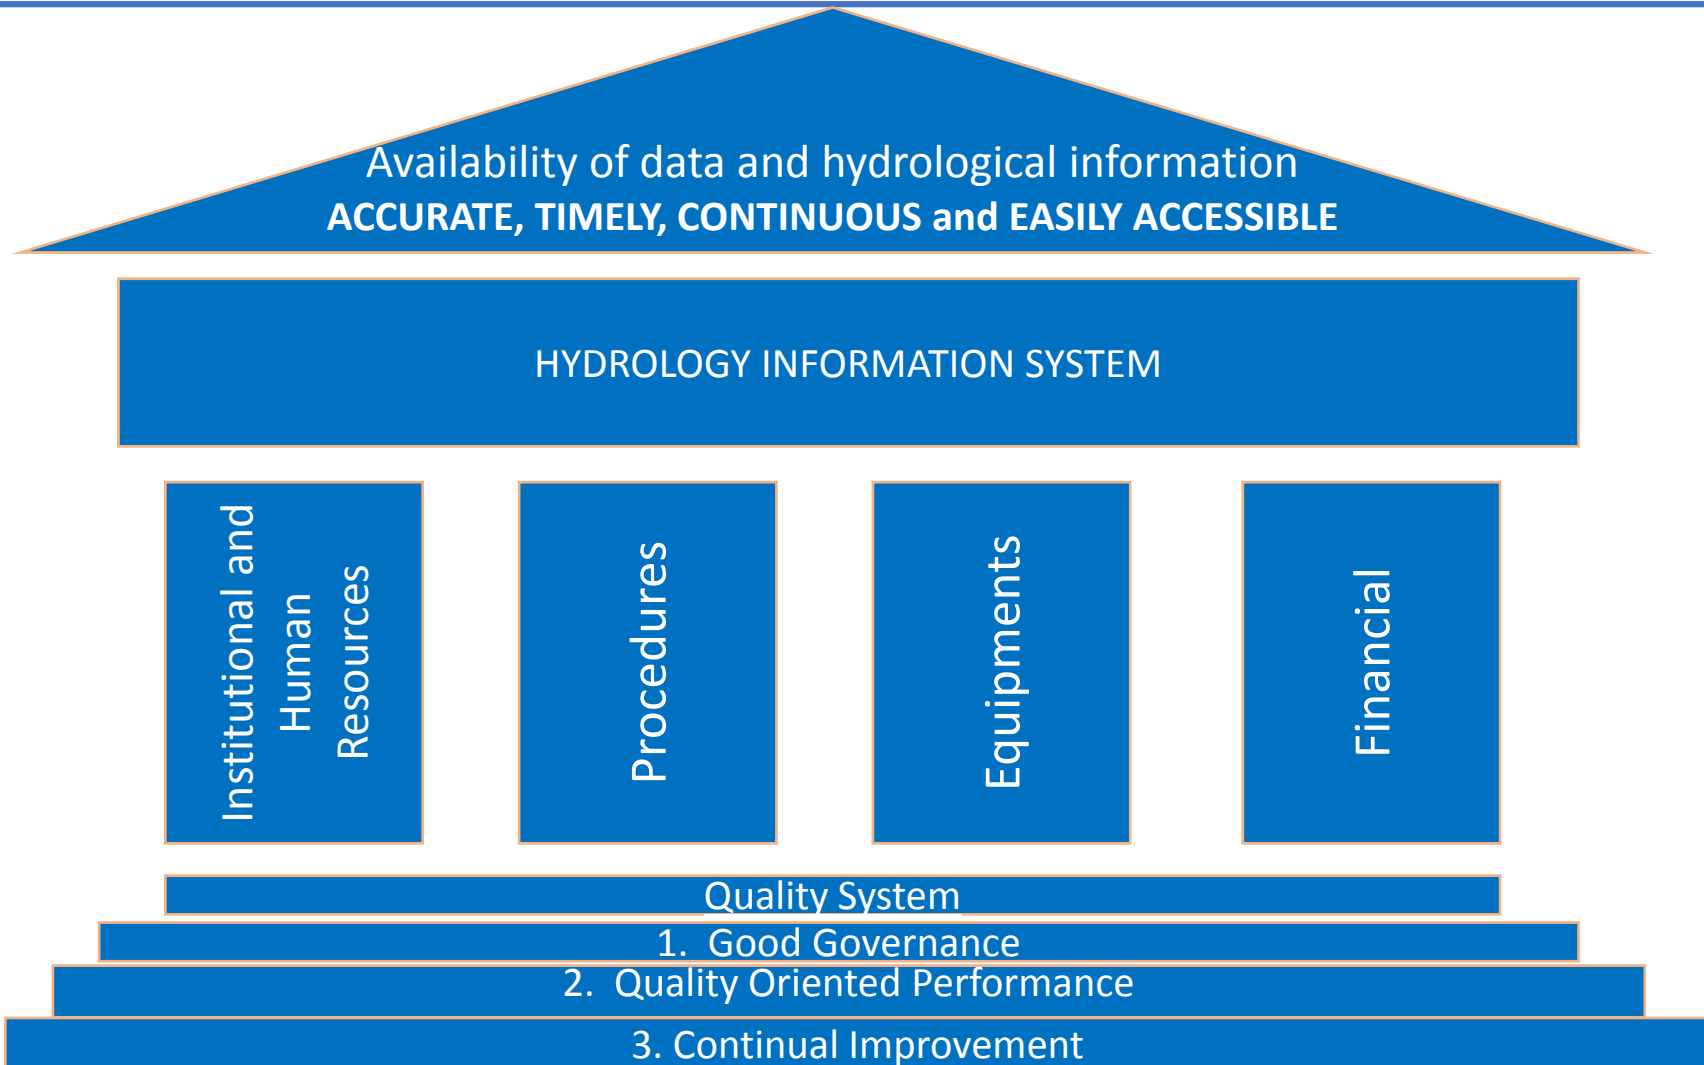 Availability of data and hydrological information
ACCURATE, TIMELY, CONTINUOUS and EASILY ACCESSIBLE
HYDROLOGY INFORMATION SYSTEM
Institutional and
Human
Resources
Procedures
Equipments
Financial
Quality System
1. Good Governance
2. Quality Oriented Performance
3. Continual Improvement